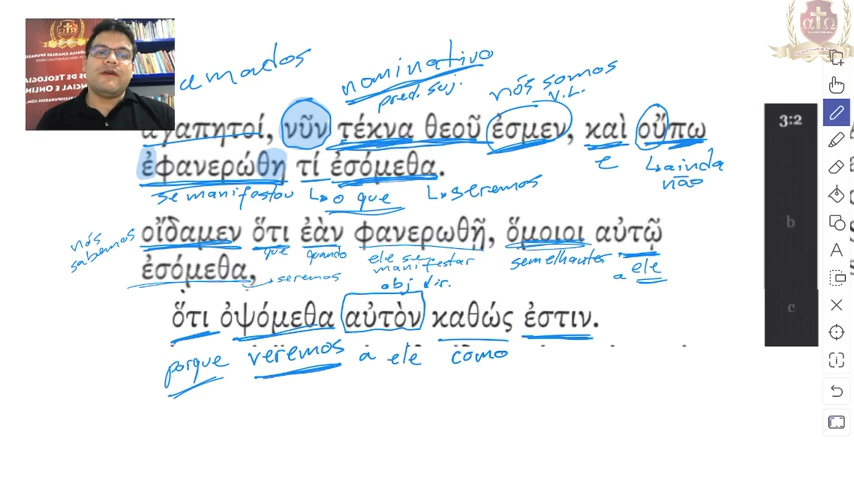 amados
nominativo
pred. suj.
nós somos
v.L.
ἀγαπητοί, νῦν τέκνα θεοῦ ἐσμεν, καὶ οὔπω
e
ainda
não
ἐφανερώθη τί ἐσόμεθα.
se manifestou
o que
seremos
nós
sabemos
οἴδαμεν ὅτι ἐὰν φανερωθῇ, ὅμοιοι αὐτῷ
que
quando
ele se
manifestar
semelhantes
a ele
ἐσόμεθα,
seremos
obj dir.
ὅτι ὀψόμεθα αὐτὸν καθώς ἐστιν.
porque veremos a ele como
3:2
b
c